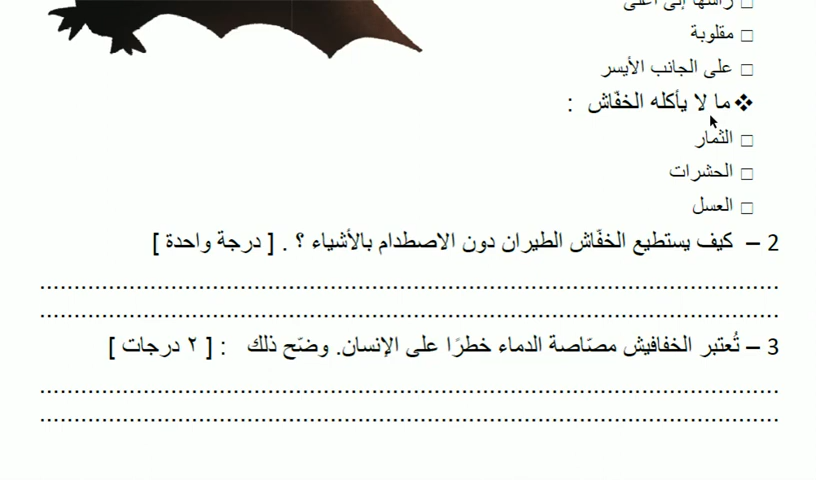 □ رأسها إلى أعلى
□ مقلوبة
□ على الجانب الأيسر
❖ ما لا يأكله الخفّاش :
□ الثمار
□ الحشرات
□ العسل
2 – كيف يستطيع الخفّاش الطيران دون الاصطدام بالأشياء ؟ . [ درجة واحدة ]
................................................................
................................................................
3 – تُعتبر الخفافيش مصّاصة الدماء خطرًا على الإنسان. وضّح ذلك : [ ٢ درجات ]
................................................................
................................................................